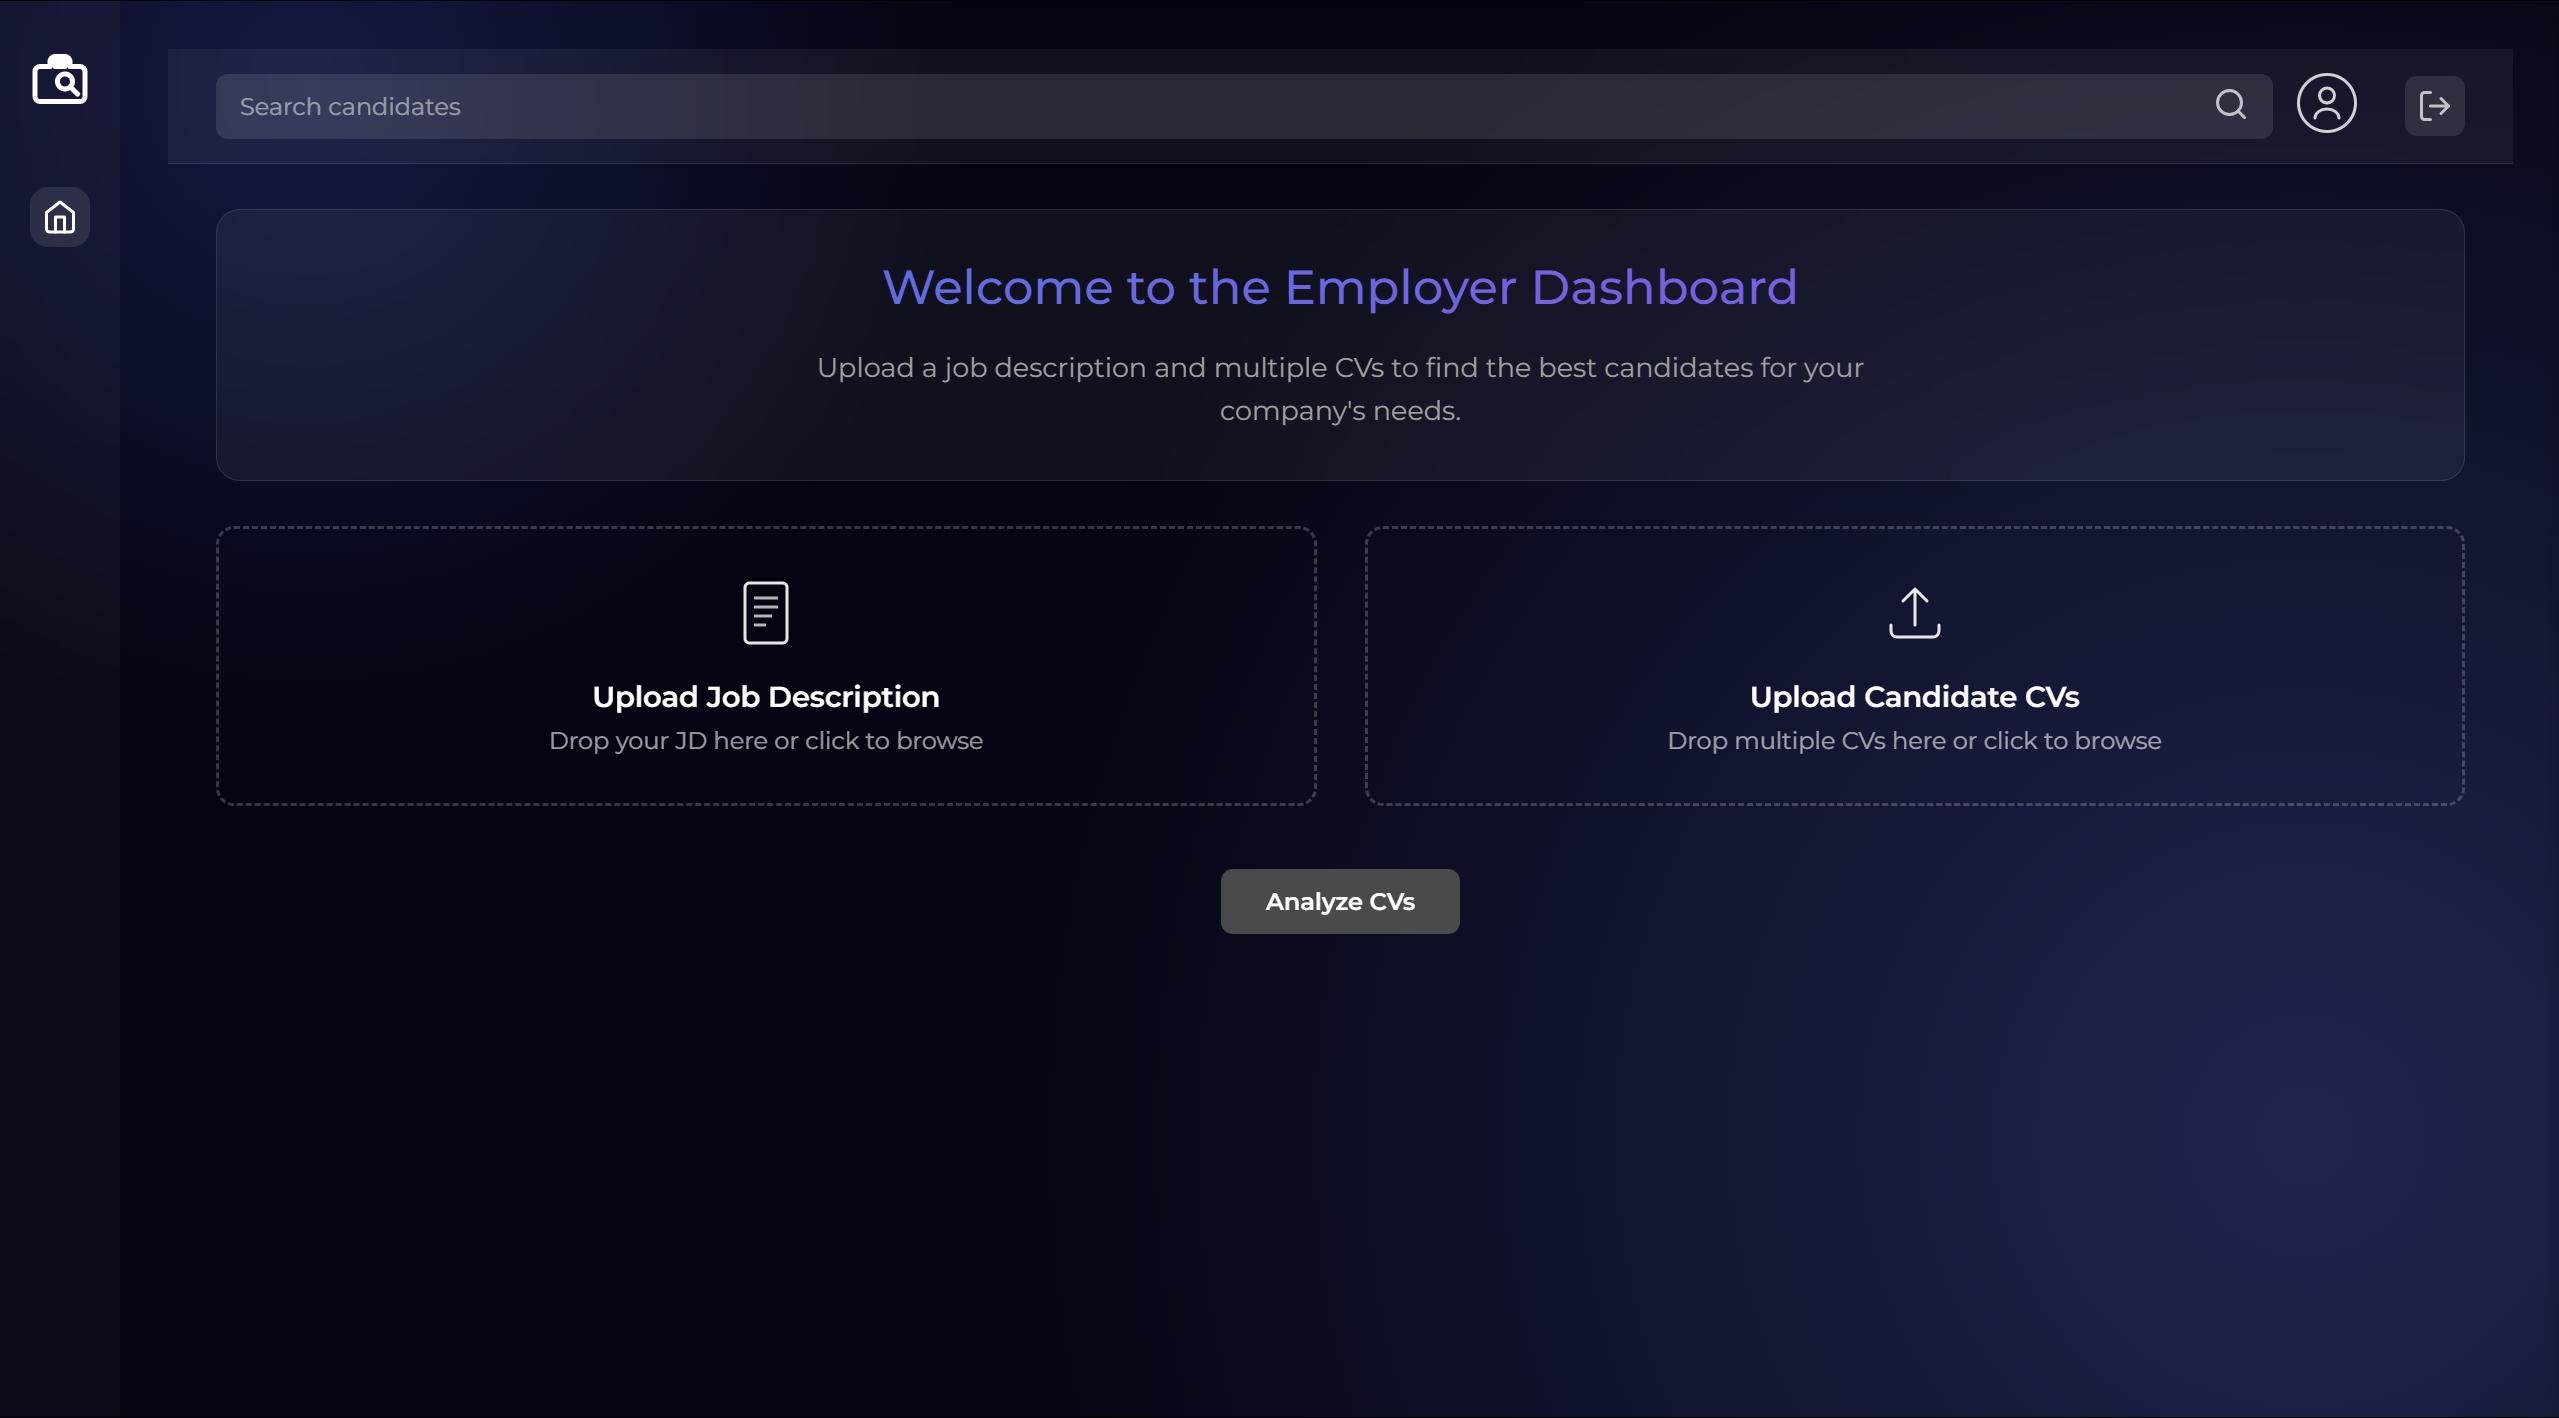 Search candidates
Welcome to the Employer Dashboard
Upload a job description and multiple CVs to find the best candidates for your
company's needs.
Upload Job Description
Drop your JD here or click to browse
Upload Candidate CVs
Drop multiple CVs here or click to browse
Analyze CVs